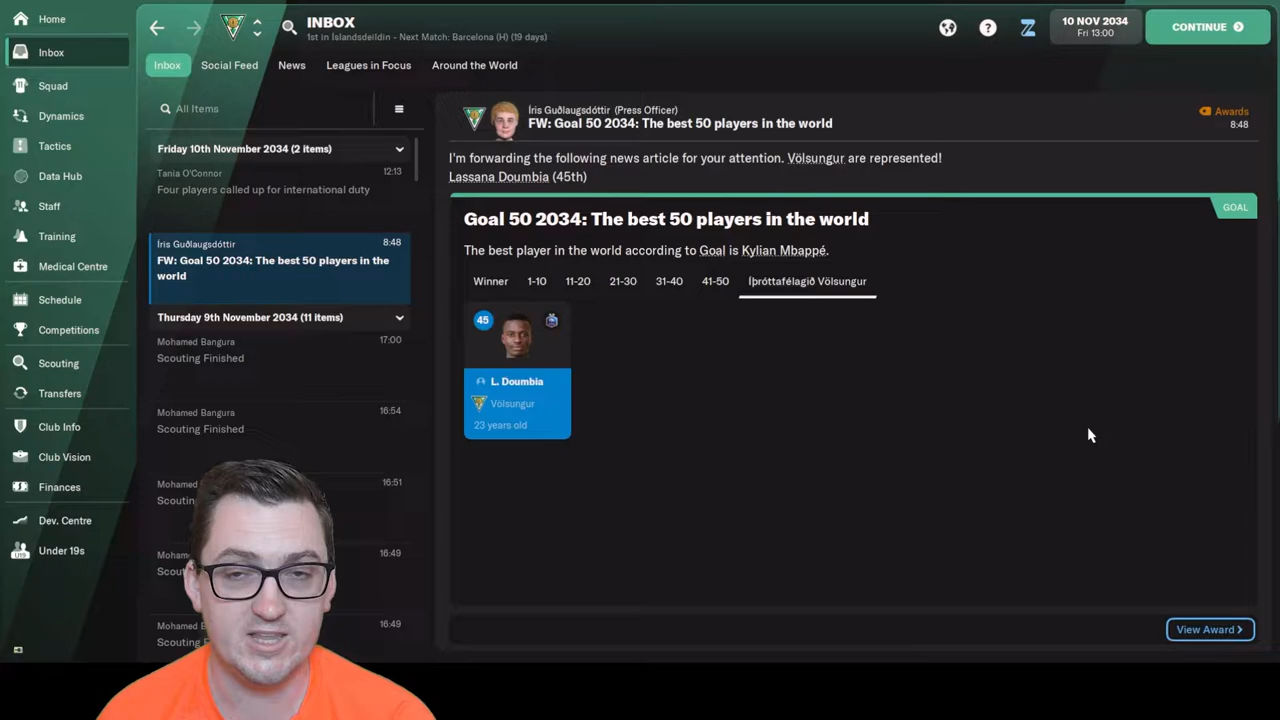 Home
Inbox
Squad
Dynamics
Tactics
Data Hub
Staff
Training
Medical Centre
Schedule
Competitions
Scouting
Transfers
Club Info
Club Vision
Finances
Dev. Centre
Under 19s
INBOX
1st in Íslandsdeildin - Next Match: Barcelona (H) (19 days)
10 NOV 2034
Fri 13:00
CONTINUE
Inbox Social Feed News Leagues in Focus Around the World
All Items
Friday 10th November 2034 (2 items)
Tania O'Connor 12:13
Four players called up for international duty
Íris Guðlaugsdóttir 8:48
FW: Goal 50 2034: The best 50 players in the
world
Thursday 9th November 2034 (11 items)
Mohamed Bangura 17:00
Scouting Finished
Mohamed Bangura 16:54
Scouting Finished
16:51
16:49
16:49
Íris Guðlaugsdóttir (Press Officer)
FW: Goal 50 2034: The best 50 players in the world
Awards
8:48
I'm forwarding the following news article for your attention. Völsungur are represented!
Lassana Doumbia (45th)
GOAL
Goal 50 2034: The best 50 players in the world
The best player in the world according to Goal is Kylian Mbappé.
Winner 1-10 11-20 21-30 31-40 41-50 Íþróttafélagið Völsungur
45
L. Doumbia
Völsungur
23 years old
View Award